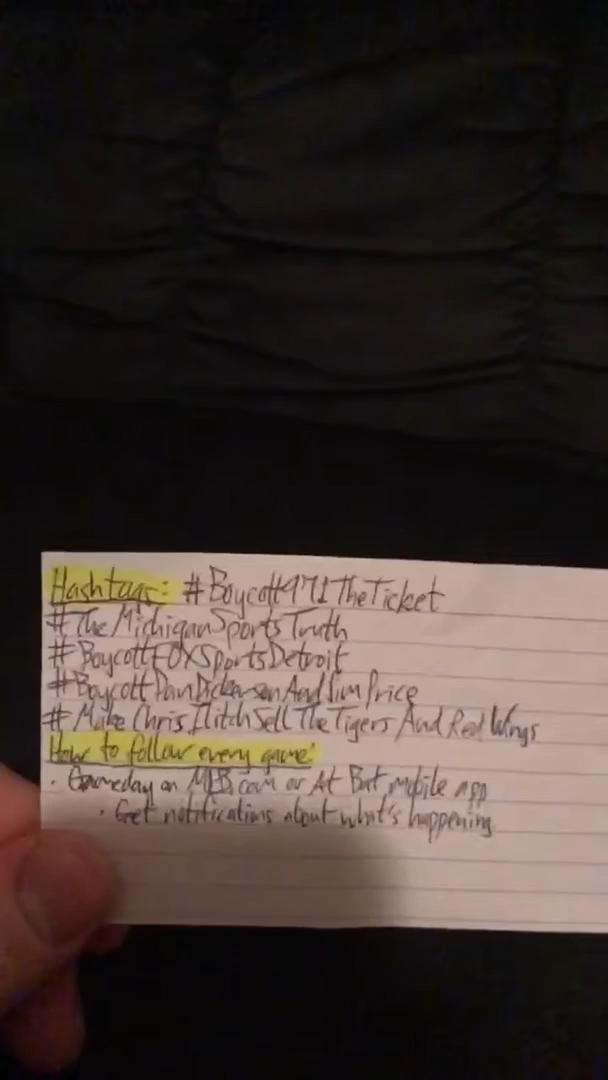 Hashtags: #Boycott971TheTicket
#TheMichiganSportsTruth
#BoycottFOXSportsDetroit
#BoycottDanDickersonAndJimPrice
#MakeChrisIlitchSellTheTigersAndRedWings
How to follow every game:
· Gameday on MLB.com or At Bat mobile app
· Get notifications about what's happening